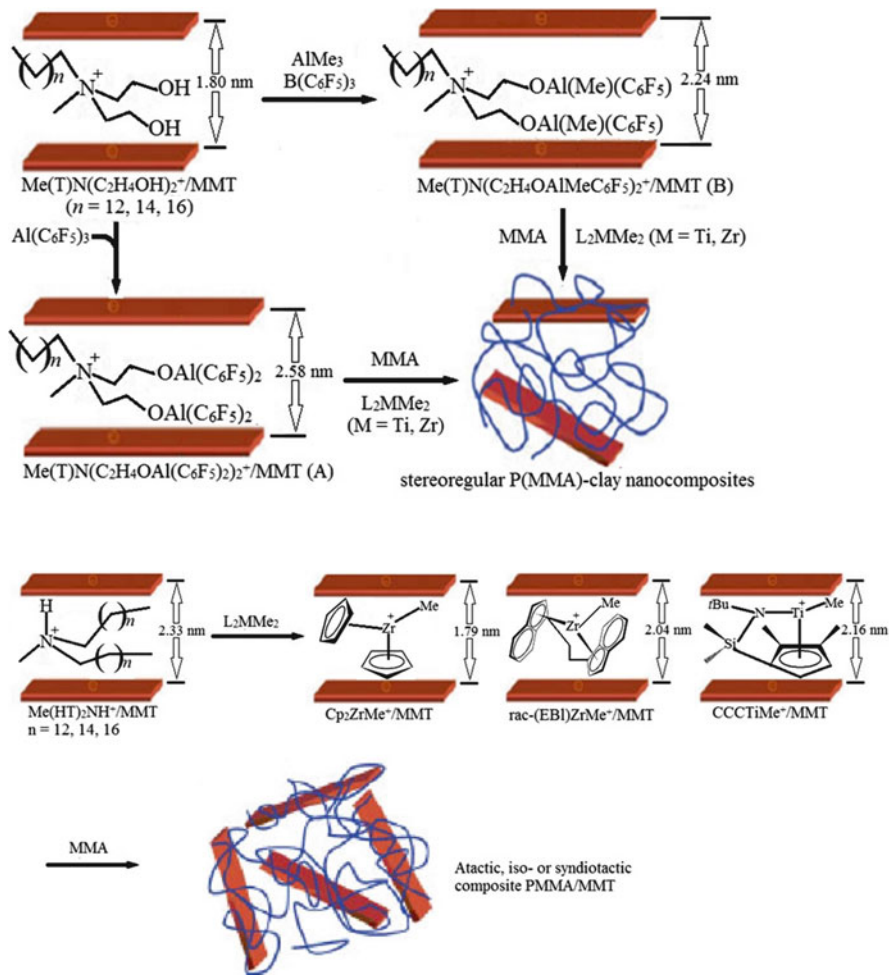 AlMe3
B(C6F5)3
1.80 nm
2.24 nm
( )n
N
+
OH
OH
( )n
N
+
OAl(Me)(C6F5)
OAl(Me)(C6F5)
Me(T)N(C2H4OH)2+/MMT
(n = 12, 14, 16)
Me(T)N(C2H4OAlMeC6F5)2+/MMT (B)
Al(C6F5)3
MMA
L2MMe2 (M = Ti, Zr)
( )n
N
+
OAl(C6F5)2
OAl(C6F5)2
2.58 nm
MMA
L2MMe2
(M = Ti, Zr)
Me(T)N(C2H4OAl(C6F5)2)2+/MMT (A)
stereoregular P(MMA)-clay nanocomposites
H
N
+
( )n
( )n
2.33 nm
L2MMe2
Zr
+
Me
1.79 nm
Zr
+
Me
2.04 nm
tBu
N
Ti
+
Me
Si
2.16 nm
Me(HT)2NH+/MMT
n = 12, 14, 16
Cp2ZrMe+/MMT
rac-(EBI)ZrMe+/MMT
CCCTiMe+/MMT
MMA
Atactic, iso- or syndiotactic
composite PMMA/MMT